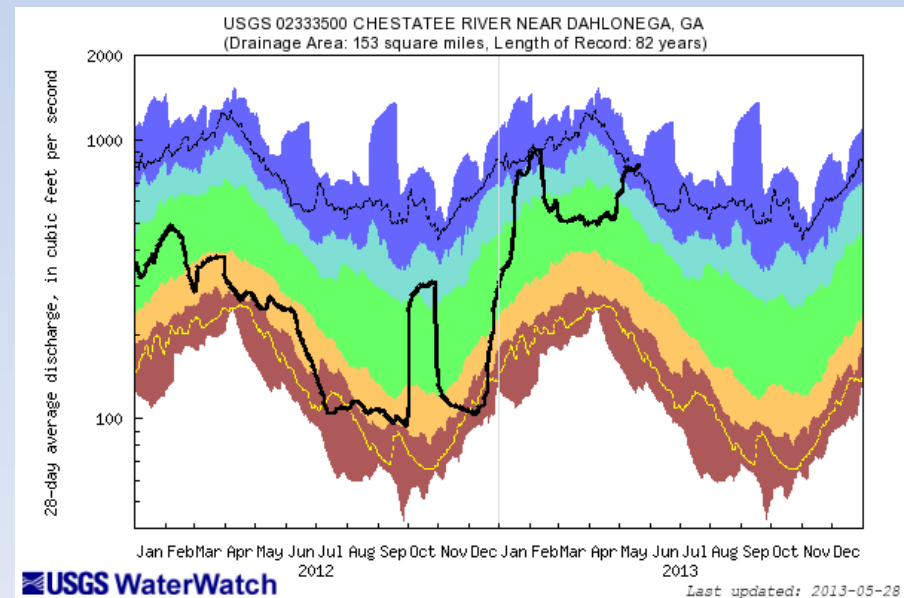 USGS 02333500 CHESTATEE RIVER NEAR DAHLONEGA, GA
(Drainage Area: 153 square miles, Length of Record: 82 years)
28-day average discharge, in cubic feet per second
2000
1000
100
Jan Feb Mar Apr May Jun Jul Aug Sep Oct Nov Dec Jan Feb Mar Apr May Jun Jul Aug Sep Oct Nov Dec
2012 2013
USGS WaterWatch
Last updated: 2013-05-28